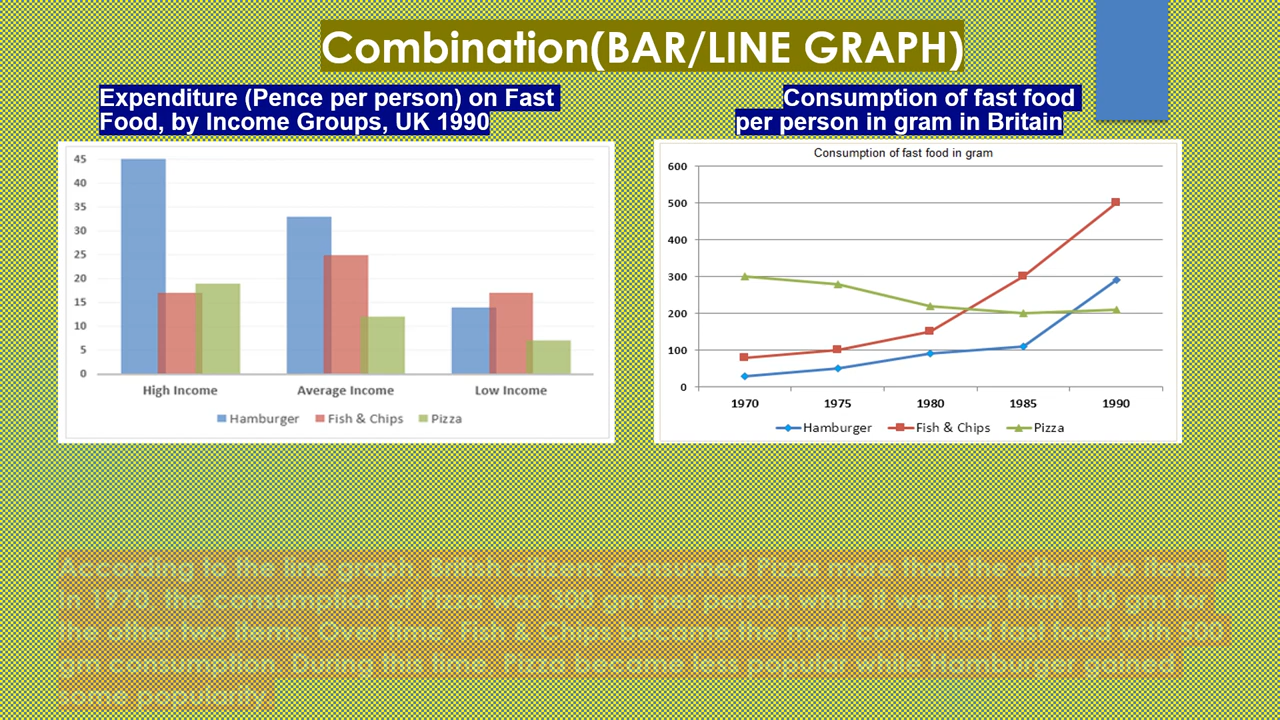 Combination(BAR/LINE GRAPH)
Expenditure (Pence per person) on Fast
Food, by Income Groups, UK 1990
45
40
35
30
25
20
15
10
5
0
High Income Average Income Low Income
Hamburger Fish & Chips Pizza
Consumption of fast food
per person in gram in Britain
Consumption of fast food in gram
600
500
400
300
200
100
0
1970 1975 1980 1985 1990
Hamburger Fish & Chips Pizza
According to the line graph, British citizens consumed Pizza more than the other two items.
In 1970, the consumption of Pizza was 300 gm per person while it was less than 100 gm for
the other two items. Over time, Fish & Chips became the most consumed fast food with 500
gm consumption. During this time, Pizza became less popular while Hamburger gained
some popularity.